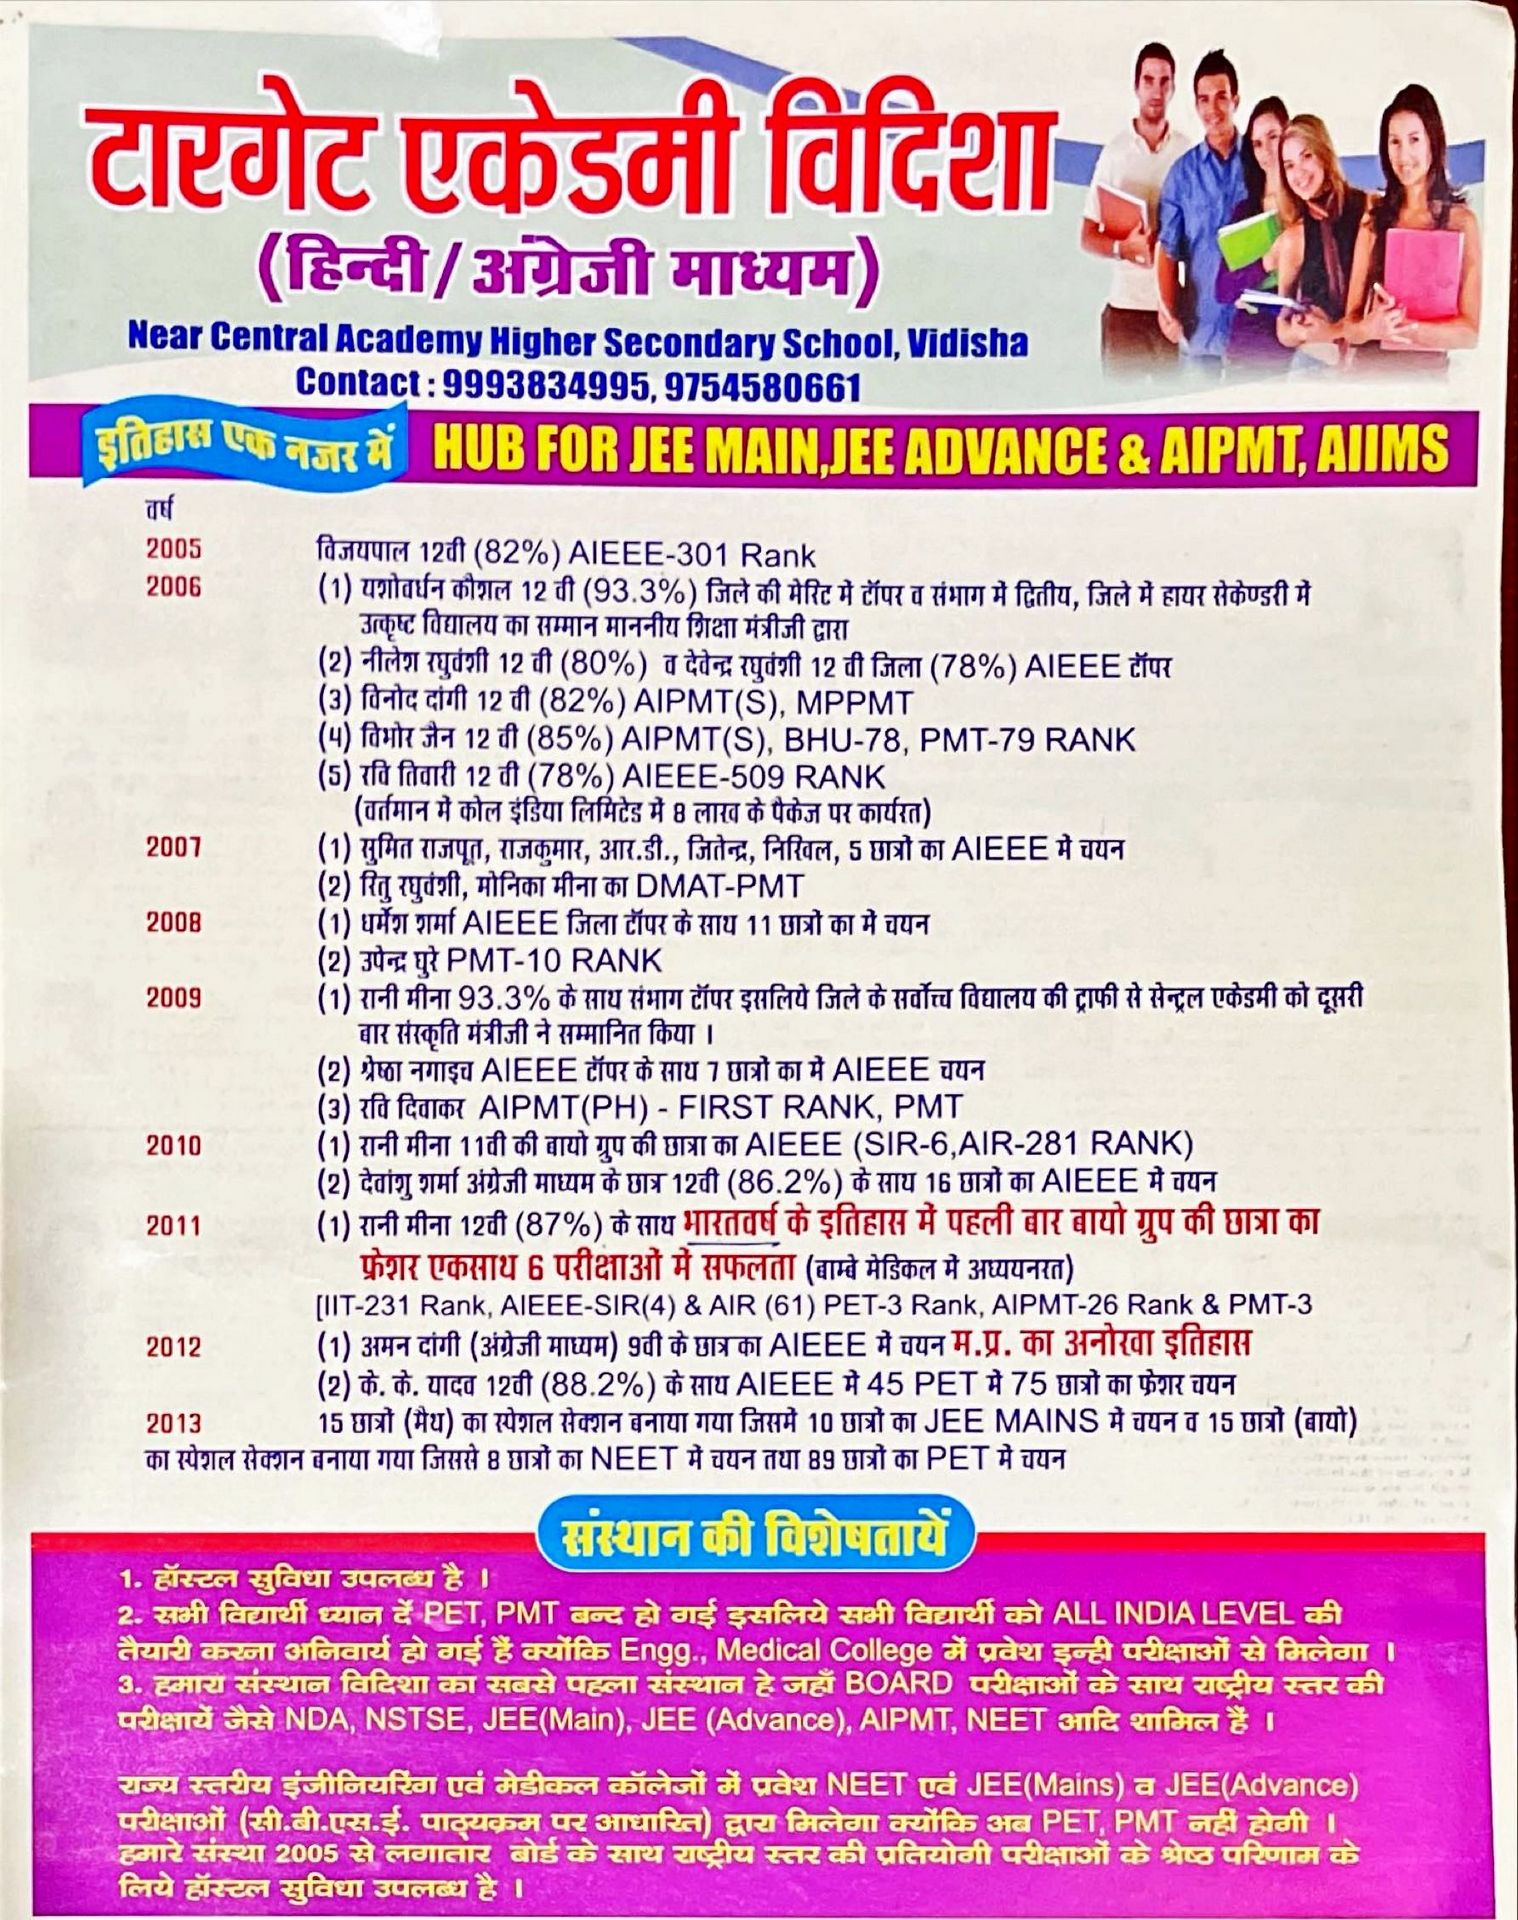 टारगेट एकेडमी विदिशा
(हिन्दी/अंग्रेजी माध्यम)
Near Central Academy Higher Secondary School, Vidisha
Contact : 9993834995, 9754580661
इतिहास एक नजर में HUB FOR JEE MAIN,JEE ADVANCE & AIPMT, AIIMS
वर्ष
2005 विजयपाल 12वी (82%) AIEEE-301 Rank
2006 (1) यशोवर्धन कौशल 12 वी (93.3%) जिले की मेरिट मे टॉपर व संभाग मे द्वितीय, जिले मे हायर सेकेण्डरी में
उत्कृष्ट विद्यालय का सम्मान माननीय शिक्षा मंत्रीजी द्वारा
(2) नीलेश रघुवंशी 12 वी (80%) व देवेन्द्र रघुवंशी 12 वी जिला (78%) AIEEE टॉपर
(3) विनोद दांगी 12 वी (82%) AIPMT(S), MPPMT
(4) विभोर जैन 12 वी (85%) AIPMT(S), BHU-78, PMT-79 RANK
(5) रवि तिवारी 12 वी (78%) AIEEE-509 RANK
(वर्तमान मे कोल इंडिया लिमिटेड में 8 लाख के पैकेज पर कार्यरत)
2007 (1) सुमित राजपूत, राजकुमार, आर.डी., जितेन्द्र, निखिल, 5 छात्रों का AIEEE मे चयन
(2) रितु रघुवंशी, मोनिका मीना का DMAT-PMT
2008 (1) धर्मेश शर्मा AIEEE जिला टॉपर के साथ 11 छात्रों का मे चयन
(2) उपेन्द्र घुरे PMT-10 RANK
2009 (1) रानी मीना 93.3% के साथ संभाग टॉपर इसलिये जिले के सर्वोच्च विद्यालय की ट्राफी से सेन्ट्रल एकेडमी को दूसरी
बार संस्कृति मंत्रीजी ने सम्मानित किया ।
(2) श्रेष्ठा नगाइच AIEEE टॉपर के साथ 7 छात्रों का मे AIEEE चयन
(3) रवि दिवाकर AIPMT(PH) - FIRST RANK, PMT
2010 (1) रानी मीना 11वी की बायो ग्रुप की छात्रा का AIEEE (SIR-6,AIR-281 RANK)
(2) देवांशु शर्मा अंग्रेजी माध्यम के छात्र 12वी (86.2%) के साथ 16 छात्रों का AIEEE मे चयन
2011 (1) रानी मीना 12वी (87%) के साथ भारतवर्ष के इतिहास में पहली बार बायो ग्रुप की छात्रा का
फ्रेशर एकसाथ 6 परीक्षाओं में सफलता (बाम्बे मेडिकल मे अध्ययनरत)
[IIT-231 Rank, AIEEE-SIR(4) & AIR (61) PET-3 Rank, AIPMT-26 Rank & PMT-3
2012 (1) अमन दांगी (अंग्रेजी माध्यम) 9वी के छात्र का AIEEE मे चयन म.प्र. का अनोखा इतिहास
(2) के. के. यादव 12वी (88.2%) के साथ AIEEE मे 45 PET मे 75 छात्रों का फ्रेशर चयन
2013 15 छात्रों (मैथ) का स्पेशल सेक्शन बनाया गया जिसमे 10 छात्रों का JEE MAINS में चयन व 15 छात्रों (बायो)
का स्पेशल सेक्शन बनाया गया जिससे 8 छात्रों का NEET मे चयन तथा 89 छात्रों का PET मे चयन
संस्थान की विशेषतायें
1. हॉस्टल सुविधा उपलब्ध है ।
2. सभी विद्यार्थी ध्यान दें PET, PMT बन्द हो गई इसलिये सभी विद्यार्थी को ALL INDIA LEVEL की
तैयारी करना अनिवार्य हो गई हैं क्योंकि Engg., Medical College में प्रवेश इन्ही परीक्षाओं से मिलेगा ।
3. हमारा संस्थान विदिशा का सबसे पहला संस्थान हे जहाँ BOARD परीक्षाओं के साथ राष्ट्रीय स्तर की
परीक्षायें जैसे NDA, NSTSE, JEE(Main), JEE (Advance), AIPMT, NEET आदि शामिल हैं ।
राज्य स्तरीय इंजीनियरिंग एवं मेडीकल कॉलेजों में प्रवेश NEET एवं JEE(Mains) व JEE(Advance)
परीक्षाओं (सी.बी.एस.ई. पाठ्यक्रम पर आधारित) द्वारा मिलेगा क्योंकि अब PET, PMT नहीं होगी ।
हमारे संस्था 2005 से लगातार बोर्ड के साथ राष्ट्रीय स्तर की प्रतियोगी परीक्षाओं के श्रेष्ठ परिणाम के
लिये हॉस्टल सुविधा उपलब्ध है ।